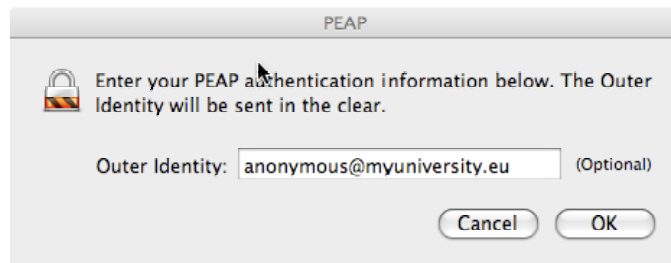 PEAP
Enter your PEAP authentication information below. The Outer
Identity will be sent in the clear.
Outer Identity: anonymous@myuniversity.eu (Optional)
Cancel OK